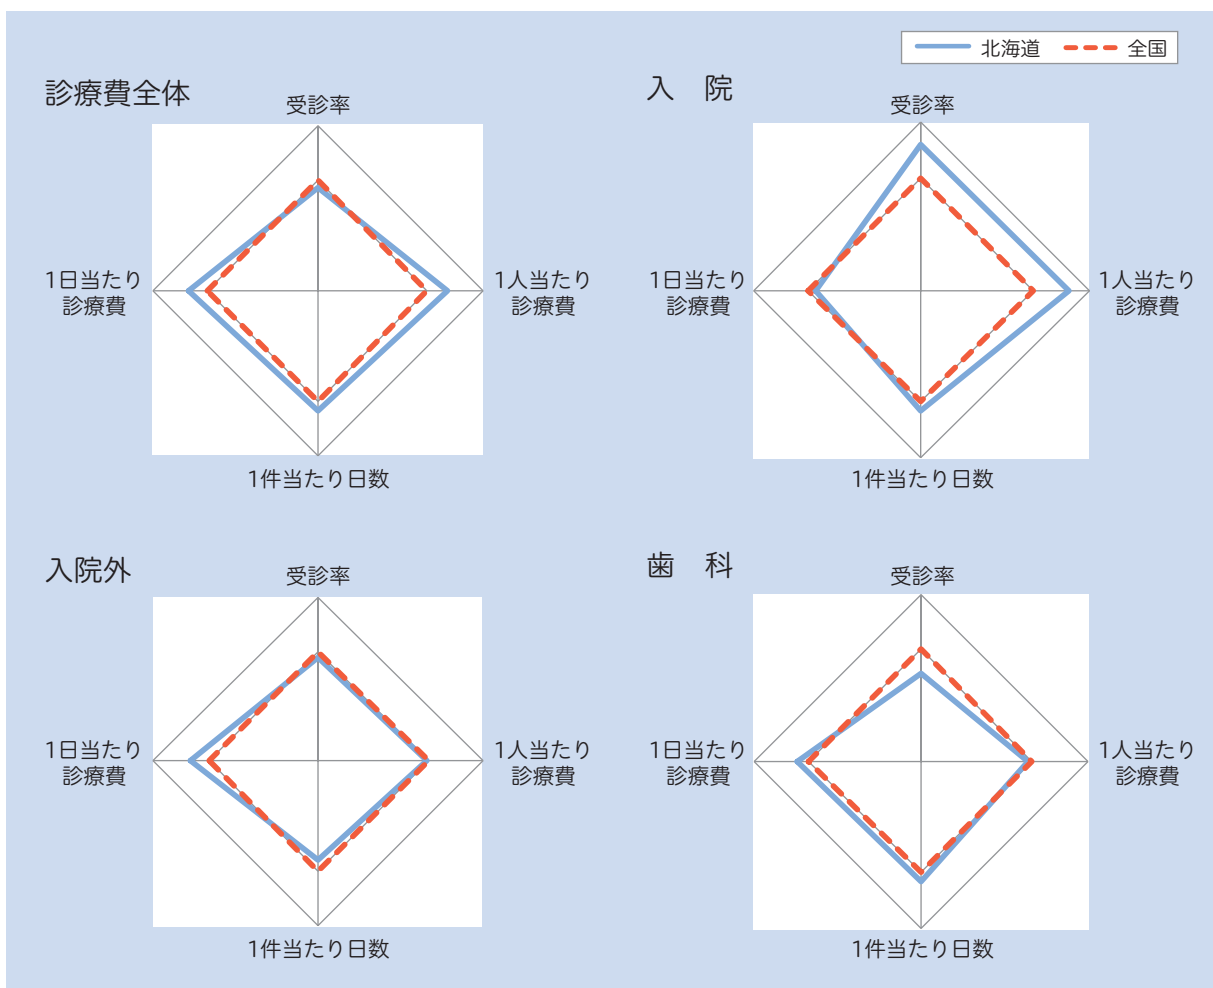 北海道 全国
診療費全体
受診率
1日当たり
診療費
1人当たり
診療費
1件当たり日数
入　院
受診率
1日当たり
診療費
1人当たり
診療費
1件当たり日数
入院外
受診率
1日当たり
診療費
1人当たり
診療費
1件当たり日数
歯　科
受診率
1日当たり
診療費
1人当たり
診療費
1件当たり日数